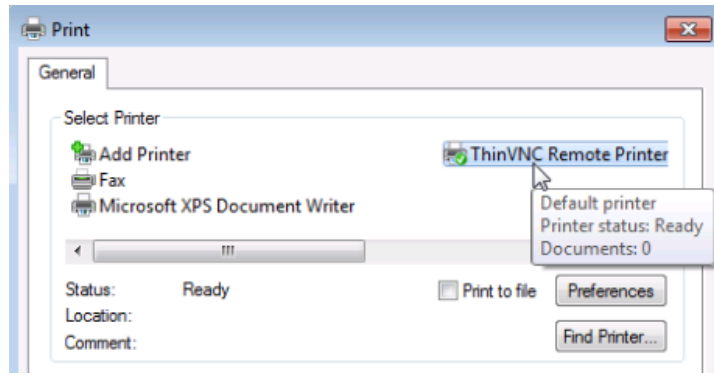 Print
General
Select Printer
Add Printer
Fax
Microsoft XPS Document Writer
ThinVNC Remote Printer
Default printer
Printer status: Ready
Documents: 0
Status: Ready
Location:
Comment:
Print to file
Preferences
Find Printer...